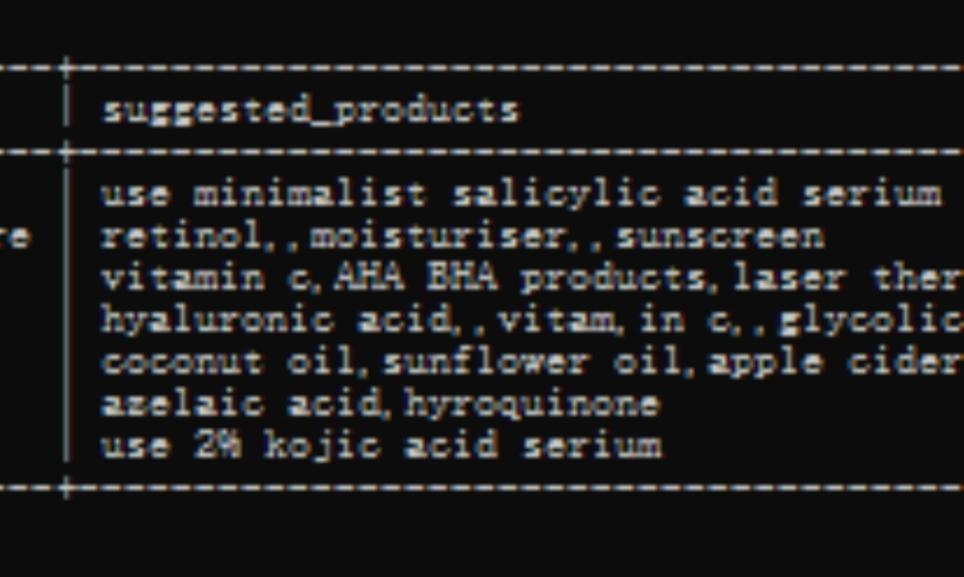 suggested_products
use minimalist salicylic acid serium
re retinol,,moisturiser,,sunscreen
vitamin c,AHA BHA products,laser ther
hyaluronic acid,,vitam,in c,,glycolic
coconut oil,sunflower oil,apple cider
azelaic acid,hyroquinone
use 2% kojic acid serium